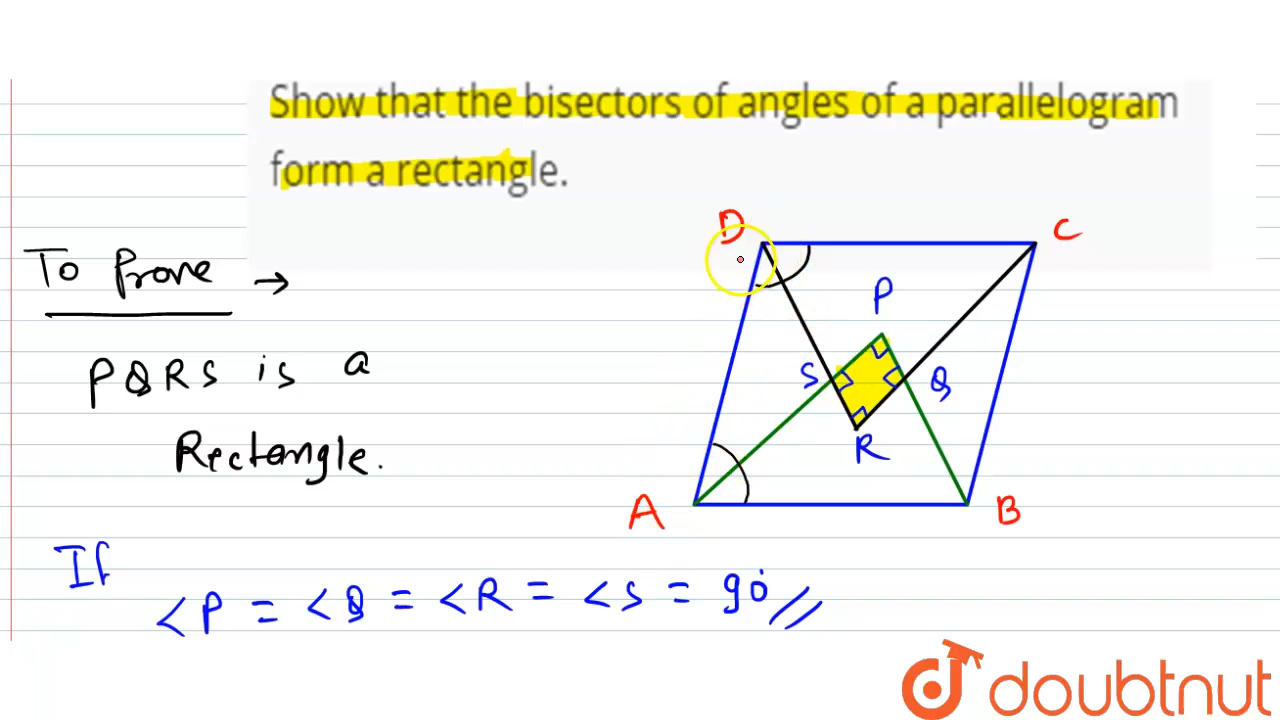 Show that the bisectors of angles of a parallelogram
form a rectangle.
To Prove →
PQRS is a
Rectangle.
D
C
P
S
Q
R
A
B
If
<P = <Q = <R = <S = 90°
doubtnut